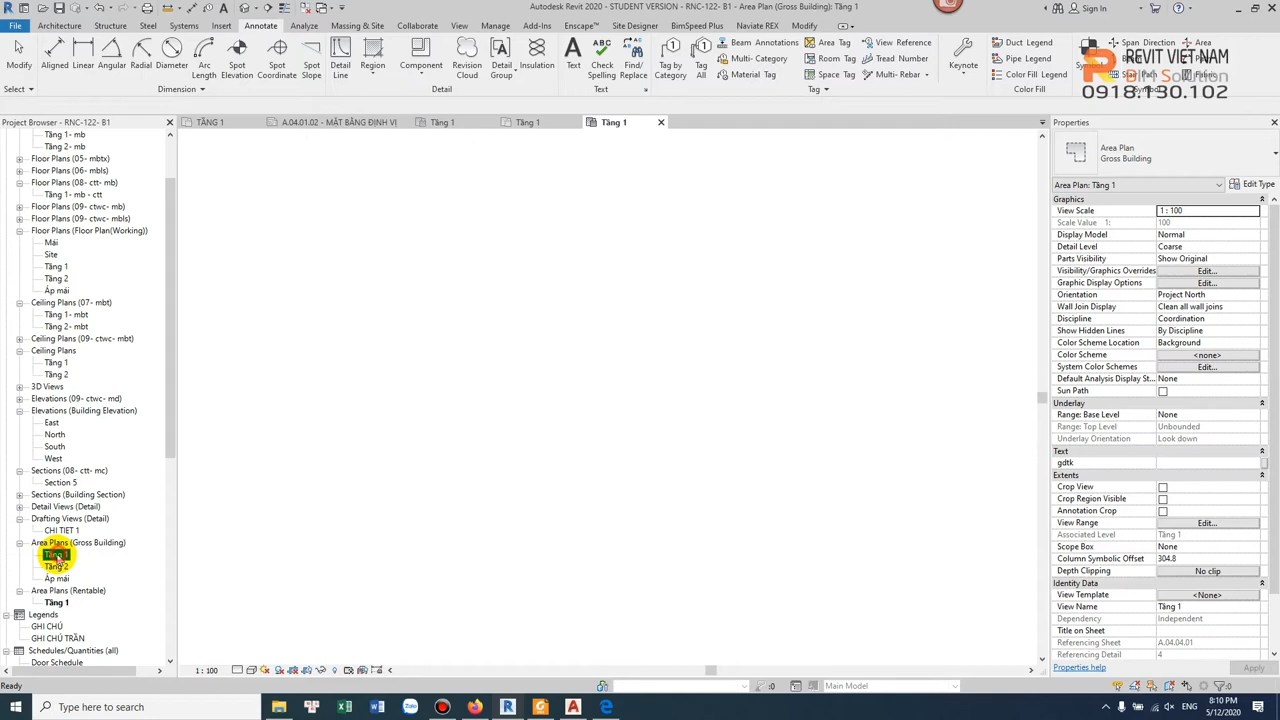 Autodesk Revit 2020 - STUDENT VERSION - RNC-122- B1 - Area Plan (Gross Building): Tầng 1
Sign In
File Architecture Structure Steel Systems Insert Annotate Analyze Massing & Site Collaborate View Manage Add-Ins Enscape™ Site Designer BimSpeed Plus Naviate REX Modify
Modify Aligned Linear Angular Radial Diameter Arc Length Spot Elevation Spot Coordinate Spot Slope Detail Line Region Component Revision Cloud Detail Group Insulation Text Check Spelling Find/Replace Tag by Category Tag All
Beam Annotations Area Tag View Reference
Multi- Category Room Tag Tread Number
Material Tag Space Tag Multi- Rebar
Keynote
Duct Legend
Pipe Legend
Color Fill Legend
Symbol
Span Direction Area
Stair Path Fabric
Select Dimension Detail Text Tag Color Fill Symbol
REVIT VIET NAM
Solution
0918.130.102
Project Browser - RNC-122- B1
TẦNG 1
A.04.01.02 - MẶT BẰNG ĐỊNH VỊ
Tầng 1
Tầng 1
Tầng 1
Tầng 1- mb
Tầng 2- mb
Floor Plans (05- mbtx)
Floor Plans (06- mbls)
Floor Plans (08- ctt- mb)
Tầng 1- mb - ctt
Floor Plans (09- ctwc- mb)
Floor Plans (09- ctwc- mbls)
Floor Plans (Floor Plan(Working))
Mái
Site
Tầng 1
Tầng 2
Áp mái
Ceiling Plans (07- mbt)
Tầng 1- mbt
Tầng 2- mbt
Ceiling Plans (09- ctwc- mbt)
Ceiling Plans
Tầng 1
Tầng 2
3D Views
Elevations (09- ctwc- md)
Elevations (Building Elevation)
East
North
South
West
Sections (08- ctt- mc)
Section 5
Sections (Building Section)
Detail Views (Detail)
Drafting Views (Detail)
CHI TIET 1
Area Plans (Gross Building)
Tầng 1
Tầng 2
Áp mái
Area Plans (Rentable)
Tầng 1
Legends
GHI CHÚ
GHI CHÚ TRẦN
Schedules/Quantities (all)
Door Schedule
Properties
Area Plan
Gross Building
Area Plan: Tầng 1 Edit Type
Graphics
View Scale 1 : 100
Scale Value 1: 100
Display Model Normal
Detail Level Coarse
Parts Visibility Show Original
Visibility/Graphics Overrides Edit...
Graphic Display Options Edit...
Orientation Project North
Wall Join Display Clean all wall joins
Discipline Coordination
Show Hidden Lines By Discipline
Color Scheme Location Background
Color Scheme <none>
System Color Schemes Edit...
Default Analysis Display St... None
Sun Path
Underlay
Range: Base Level None
Range: Top Level Unbounded
Underlay Orientation Look down
Text
gdtk
Extents
Crop View
Crop Region Visible
Annotation Crop
View Range Edit...
Associated Level Tầng 1
Scope Box None
Column Symbolic Offset 304.8
Depth Clipping No clip
Identity Data
View Template <None>
View Name Tầng 1
Dependency Independent
Title on Sheet
Referencing Sheet A.04.04.01
Referencing Detail 4
Properties help Apply
1 : 100
Ready
:0 Main Model :0
Type here to search
ENG
8:10 PM
5/12/2020